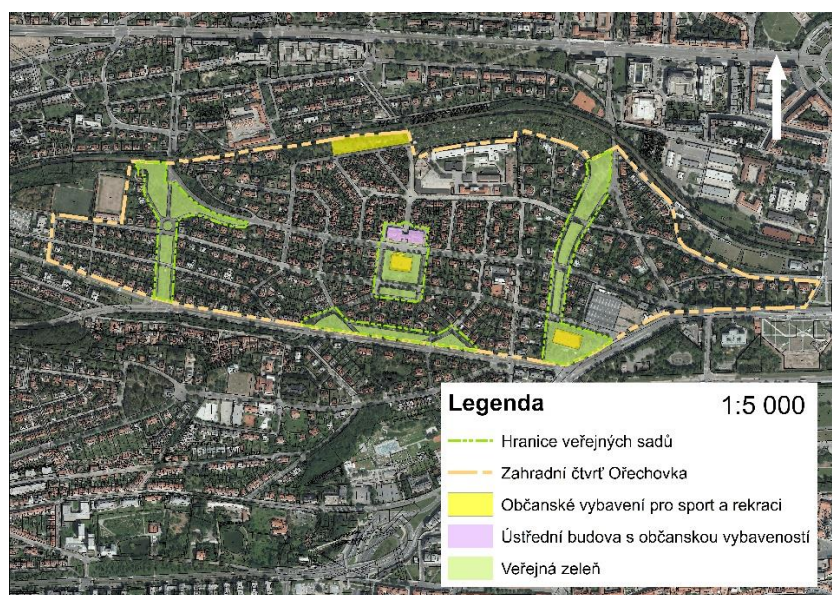 Legenda 1:5 000
Hranice veřejných sadů
Zahradní čtvrť Ořechovka
Občanské vybavení pro sport a rekraci
Ústřední budova s občanskou vybaveností
Veřejná zeleň